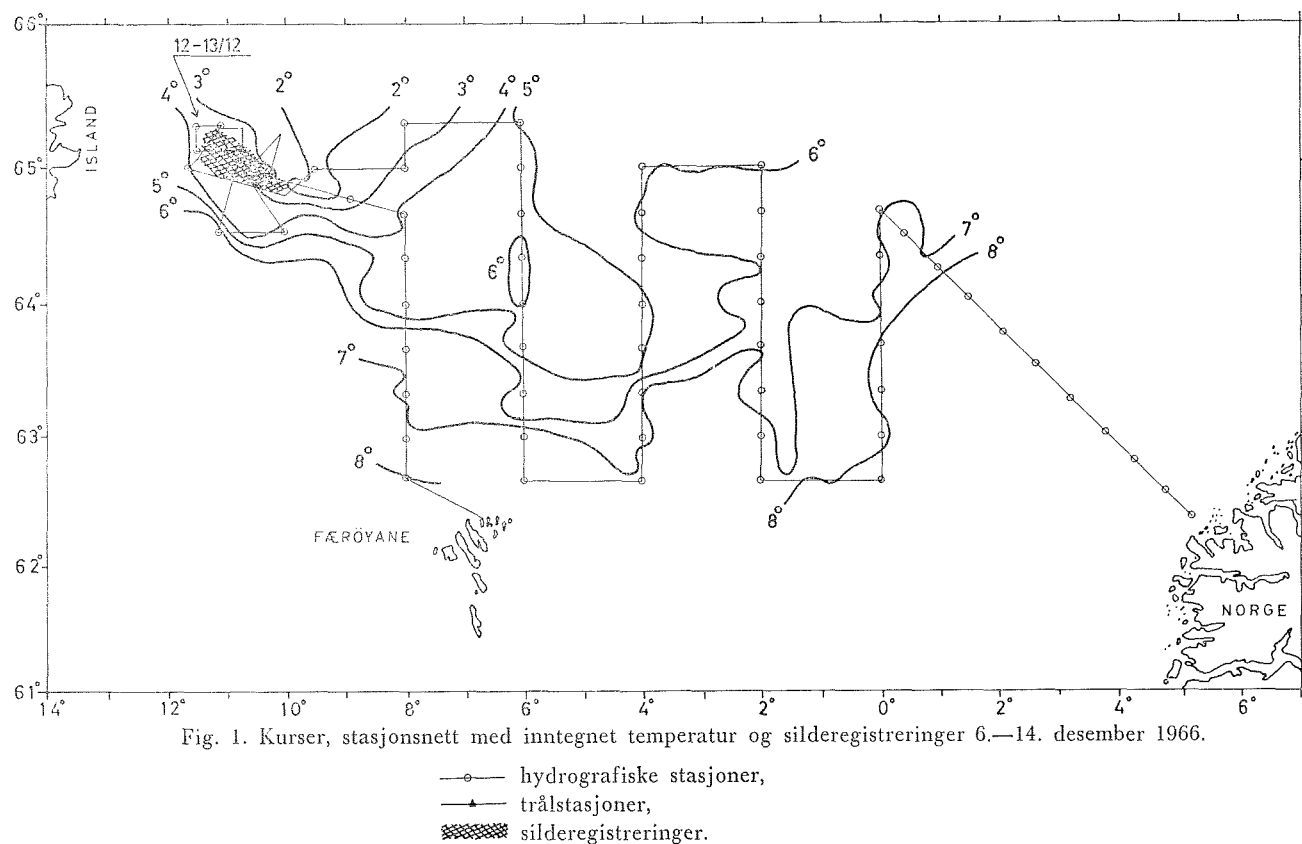 66°
12-13/12
4° 3° 2° 2° 3° 4° 5°
ISLAND
65°
6°
5°
6°
7°
8°
6°
64°
7°
63°
8°
8°
FÆRÖYANE
62°
NORGE
61°
14° 12° 10° 8° 6° 4° 2° 0° 2° 4° 6°
Fig. 1. Kurser, stasjonsnett med inntegnet temperatur og silderegistreringer 6.—14. desember 1966.
hydrografiske stasjoner,
trålstasjoner,
silderegistreringer.